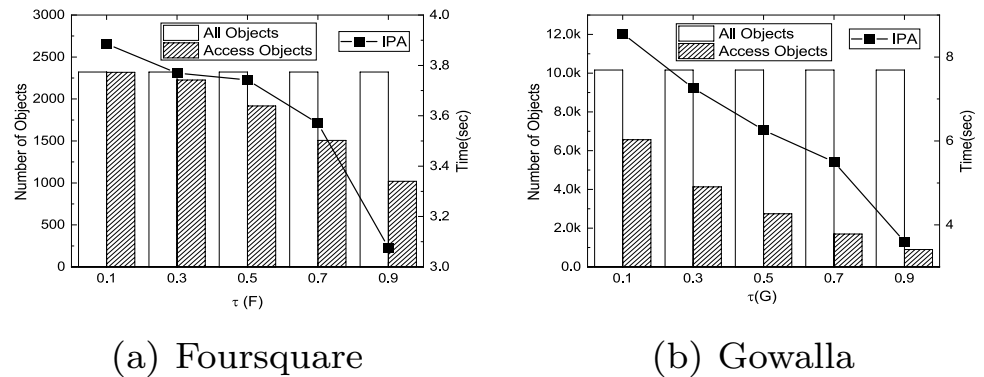 All Objects
Access Objects
IPA
Number of Objects
3000
2500
2000
1500
1000
500
0
4.0
3.8
3.6
3.4
3.2
3.0
Time(sec)
0.1 0.3 0.5 0.7 0.9
τ (F)
(a) Foursquare
All Objects
Access Objects
IPA
Number of Objects
12.0k
10.0k
8.0k
6.0k
4.0k
2.0k
0.0
8
6
4
Time(sec)
0.1 0.3 0.5 0.7 0.9
τ(G)
(b) Gowalla